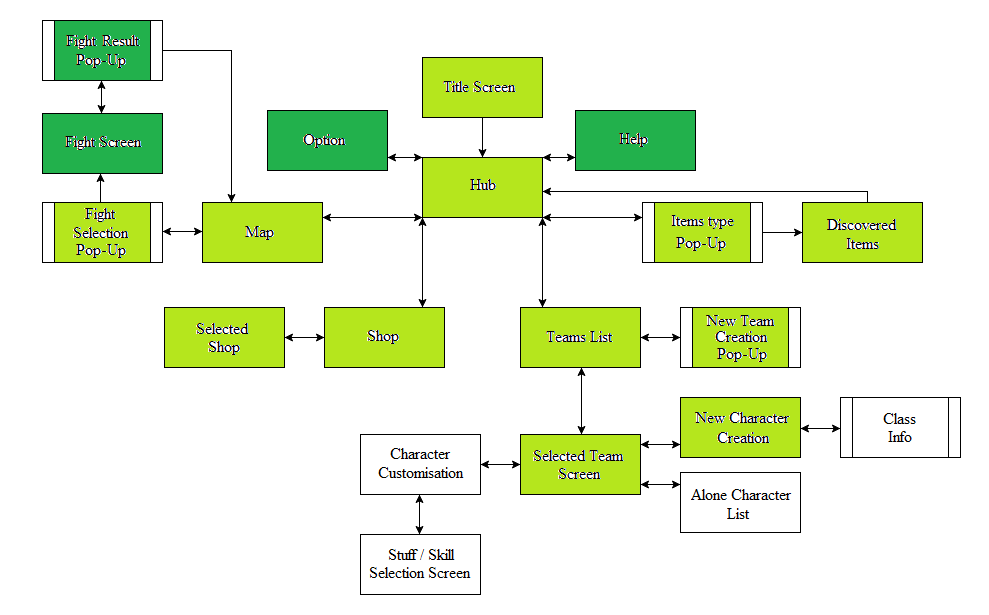 Fight Result
Pop-Up
Title Screen
Fight Screen
Option
Help
Hub
Fight
Selection
Pop-Up
Map
Items type
Pop-Up
Discovered
Items
Selected
Shop
Shop
Teams List
New Team
Creation
Pop-Up
New Character
Creation
Class
Info
Character
Customisation
Selected Team
Screen
Alone Character
List
Stuff / Skill
Selection Screen